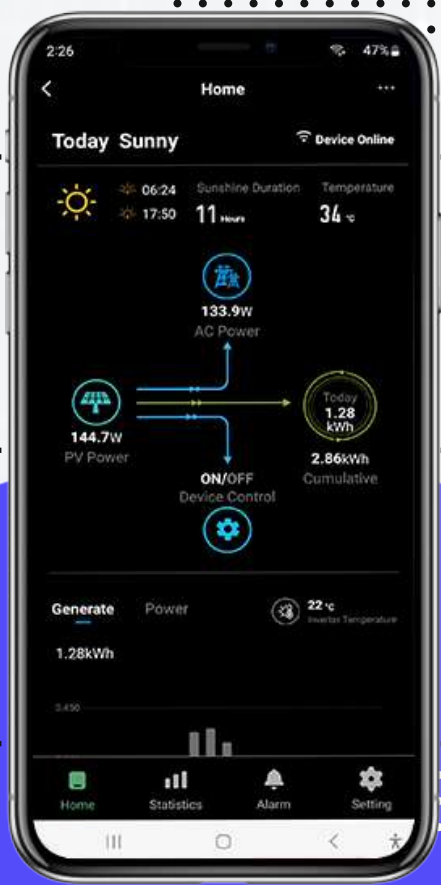 2:26
47%
Home
Today Sunny
Device Online
06:24
17:50
Sunshine Duration
11 Hours
Temperature
34 °c
133.9W
AC Power
144.7W
PV Power
Today
1.28
kWh
2.86kWh
Cumulative
ON/OFF
Device Control
Generate
Power
22 °c
Inverter Temperature
1.28kWh
0.450
Home
Statistics
Alarm
Setting